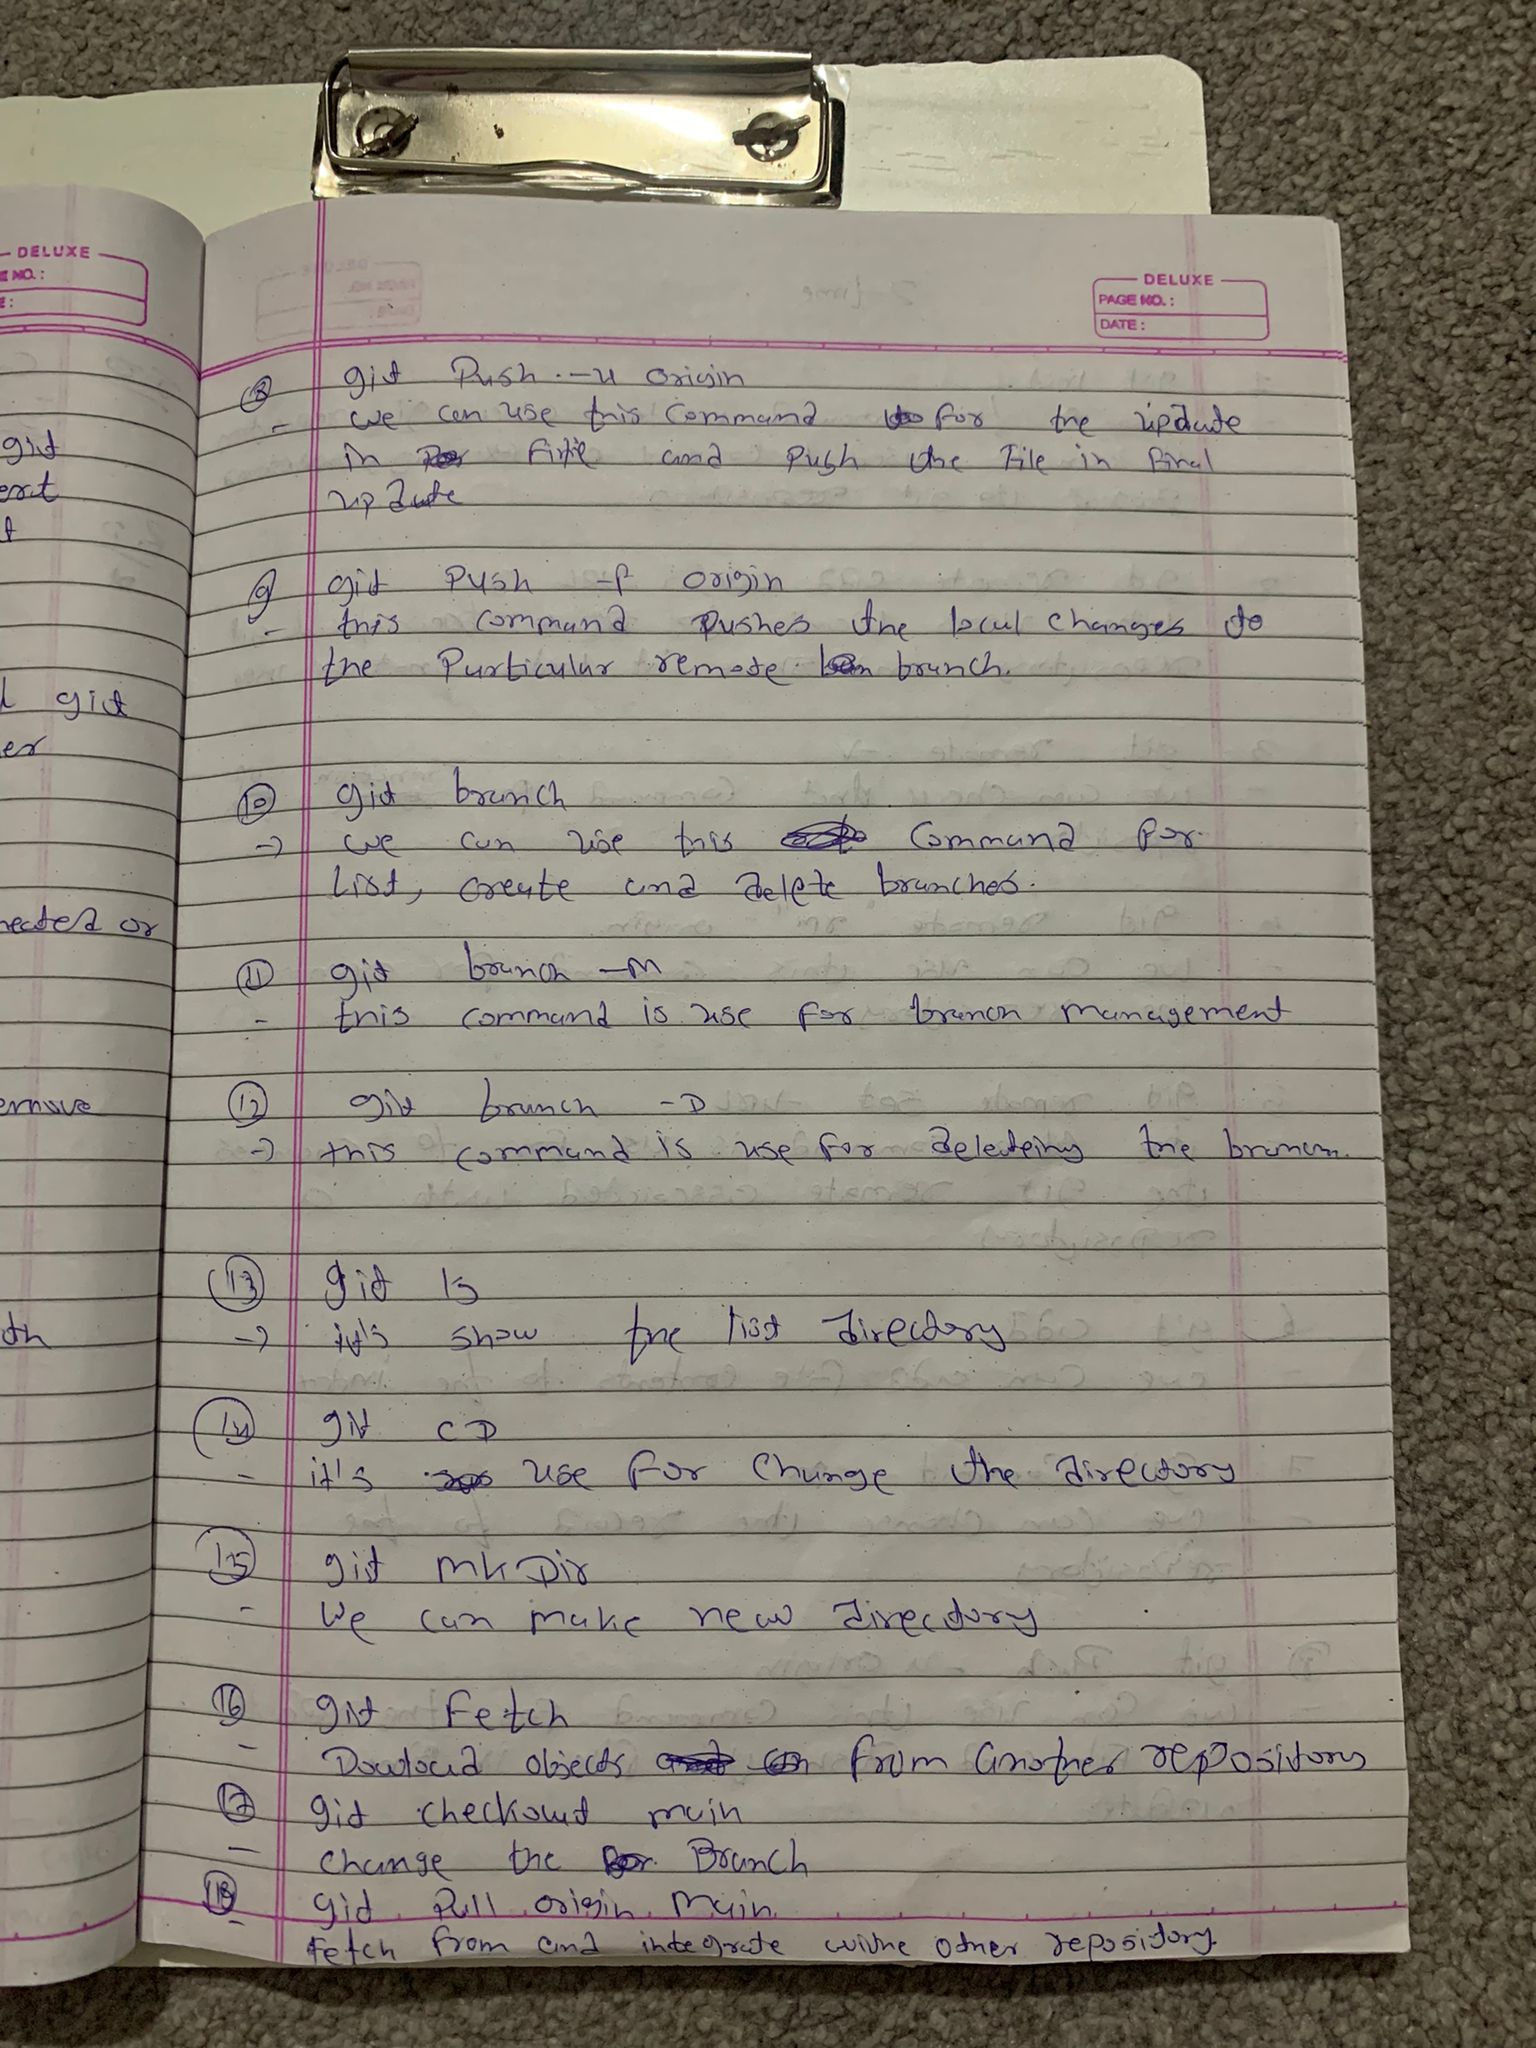 DELUXE
E NO.:
E:
git
erat
git
er
nected or
emove
th
DELUXE
PAGE NO.:
DATE:
8 git Push -u origin
- we can use this command for the update
in file and push the file in final
update
9 git Push -f origin
- this command pushes the local changes to
the Purticular remote branch.
10 git branch
→ we can use this command for
List, create and delete branches.
11 git branch -M
- this command is use for branch management
12 git branch -D
→ this command is use for deleteing the branch
13 git ls
→ it's show the list directory
14 git CD
- it's use for change the directory
15 git MkDir
- We can make new directory
16 git Fetch
- Dowload objects from another repository
17 git checkout main
- change the Branch
18 git Pull origin Main
- Fetch from and integrate withe other repository.